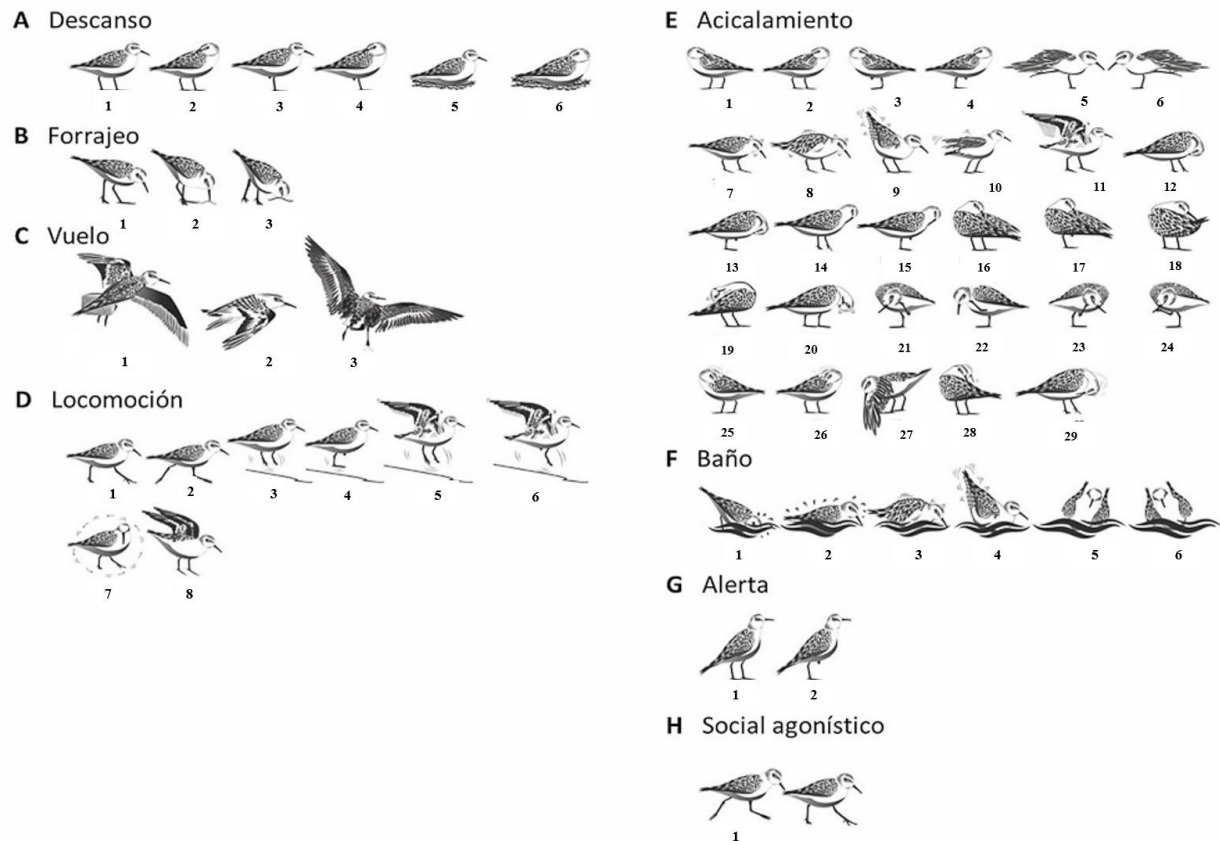 A Descanso
1 2 3 4 5 6
B Forrajeo
1 2 3
C Vuelo
1 2 3
D Locomoción
1 2 3 4 5 6
7 8
E Acicalamiento
1 2 3 4 5 6
7 8 9 10 11 12
13 14 15 16 17 18
19 20 21 22 23 24
25 26 27 28 29
F Baño
1 2 3 4 5 6
G Alerta
1 2
H Social agonístico
1